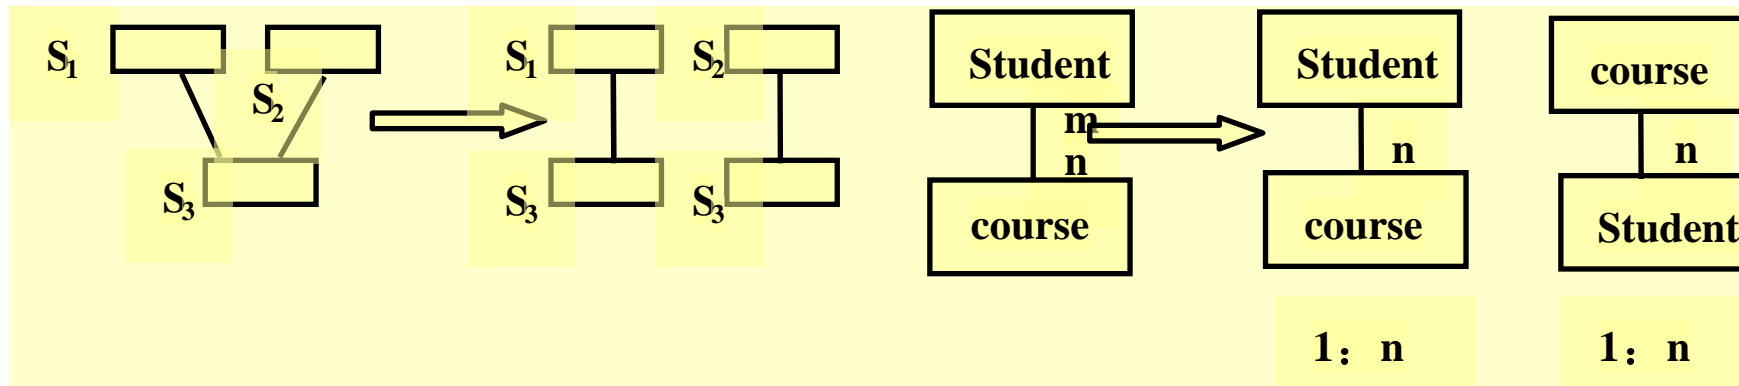 S1
S2
S3
S1
S2
S3
S3
Student
m
n
course
Student
n
course
1： n
course
n
Student
1： n